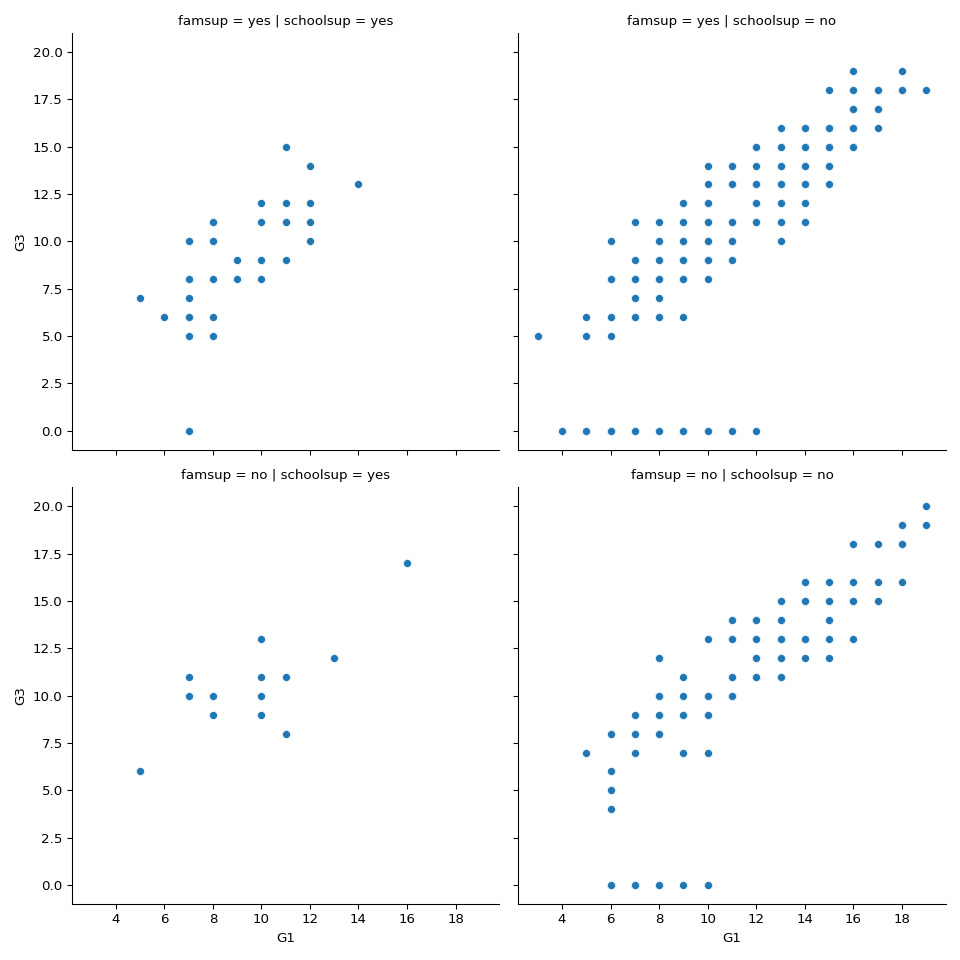 famsup = yes | schoolsup = yes
famsup = yes | schoolsup = no
20.0
17.5
15.0
12.5
G3
10.0
7.5
5.0
2.5
0.0
famsup = no | schoolsup = yes
famsup = no | schoolsup = no
20.0
17.5
15.0
12.5
G3
10.0
7.5
5.0
2.5
0.0
4 6 8 10 12 14 16 18
4 6 8 10 12 14 16 18
G1
G1